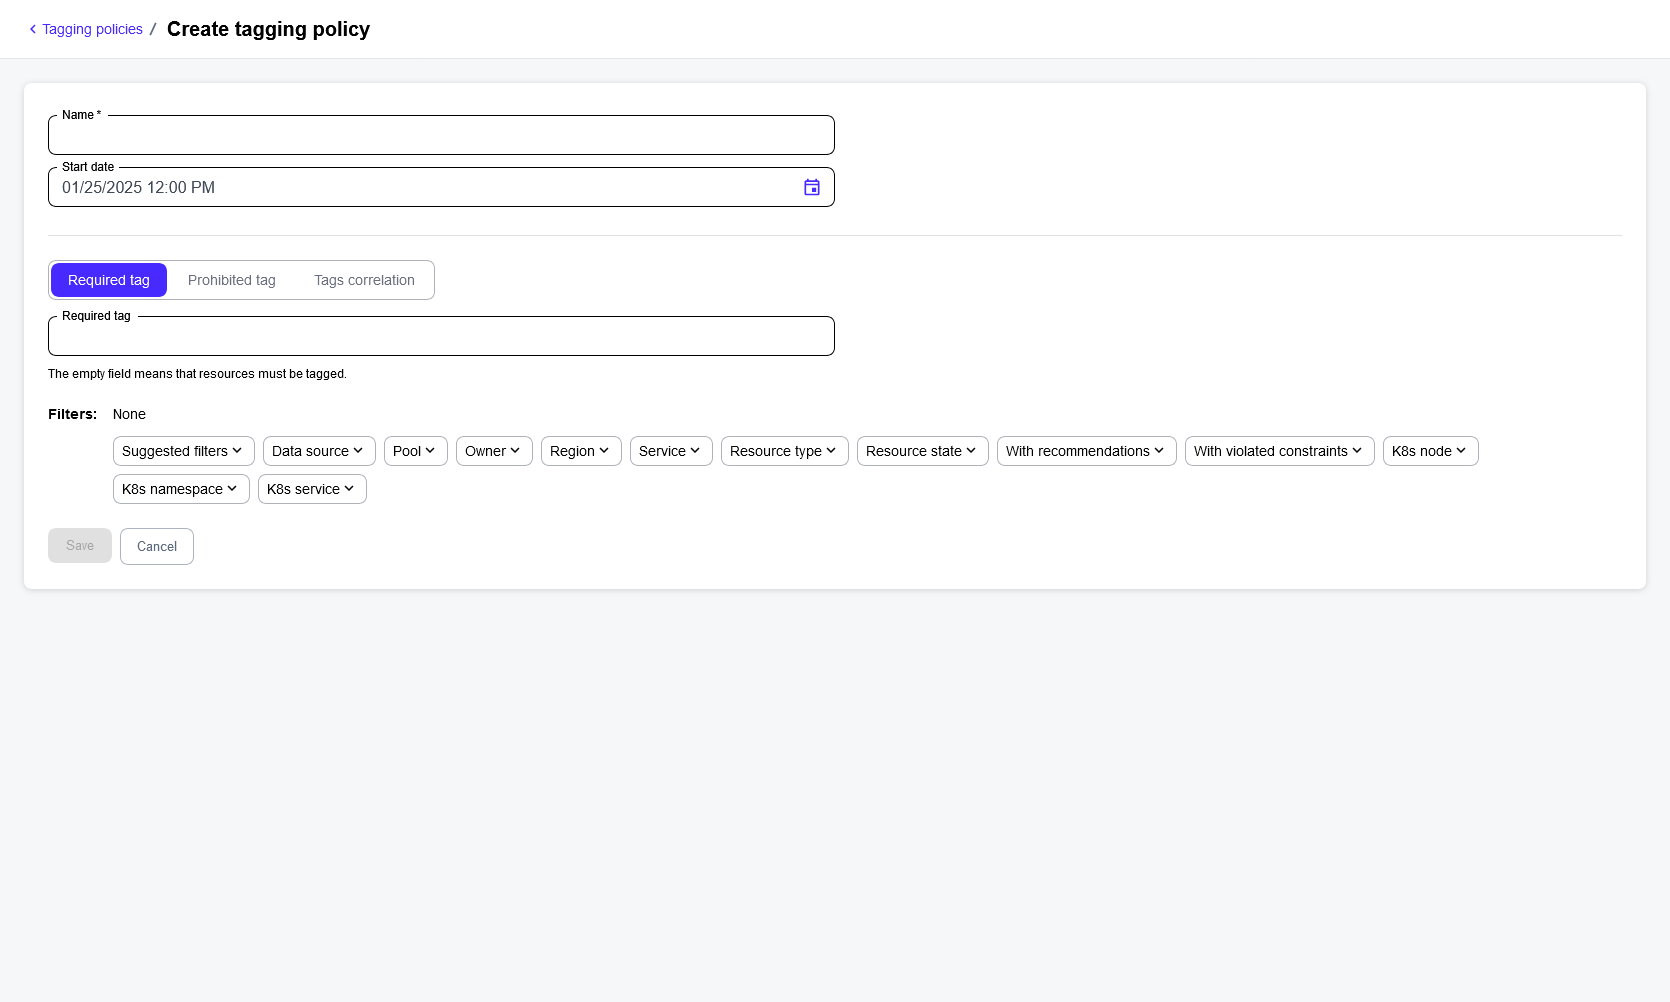 Tagging policies / Create tagging policy
Name *
Start date
01/25/2025 12:00 PM
Required tag Prohibited tag Tags correlation
Required tag
The empty field means that resources must be tagged.
Filters: None
Suggested filters Data source Pool Owner Region Service Resource type Resource state With recommendations With violated constraints K8s node
K8s namespace K8s service
Save Cancel